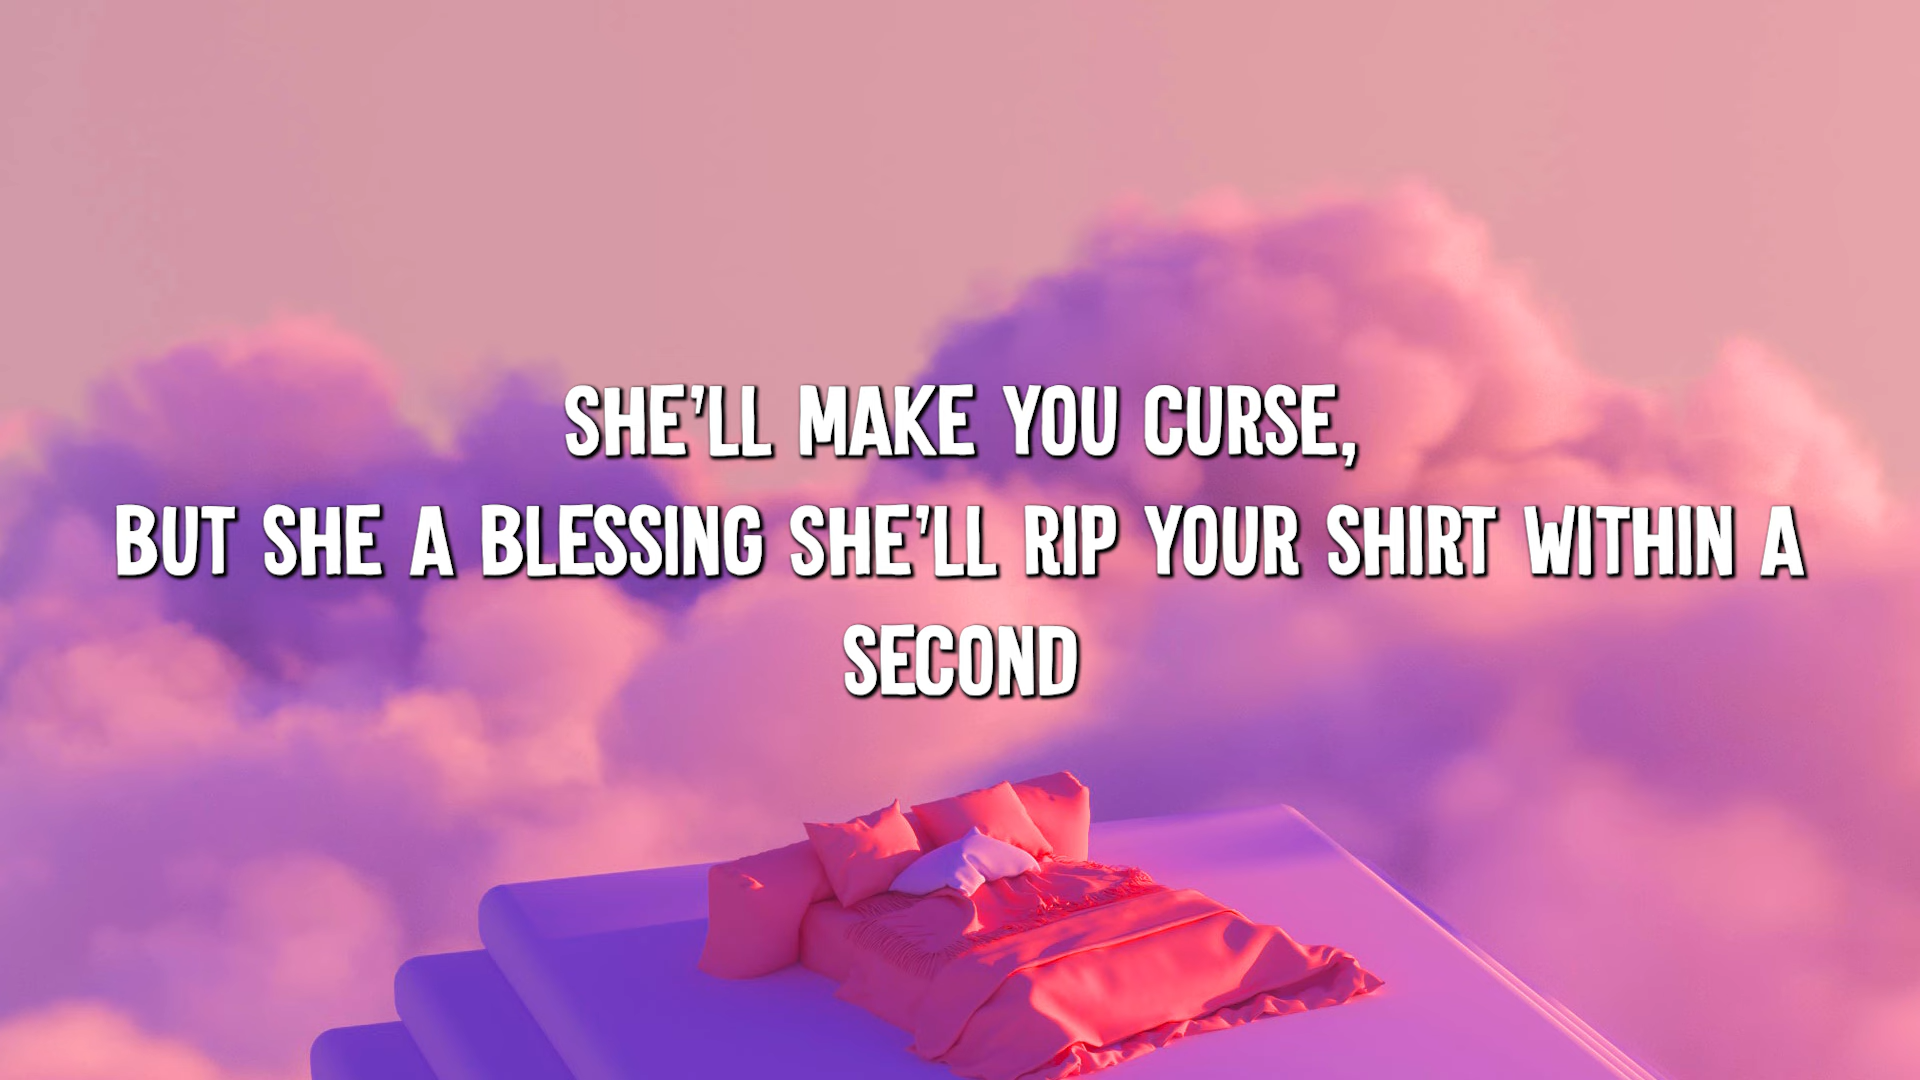 SHE'LL MAKE YOU CURSE,
BUT SHE A BLESSING SHE'LL RIP YOUR SHIRT WITHIN A
SECOND